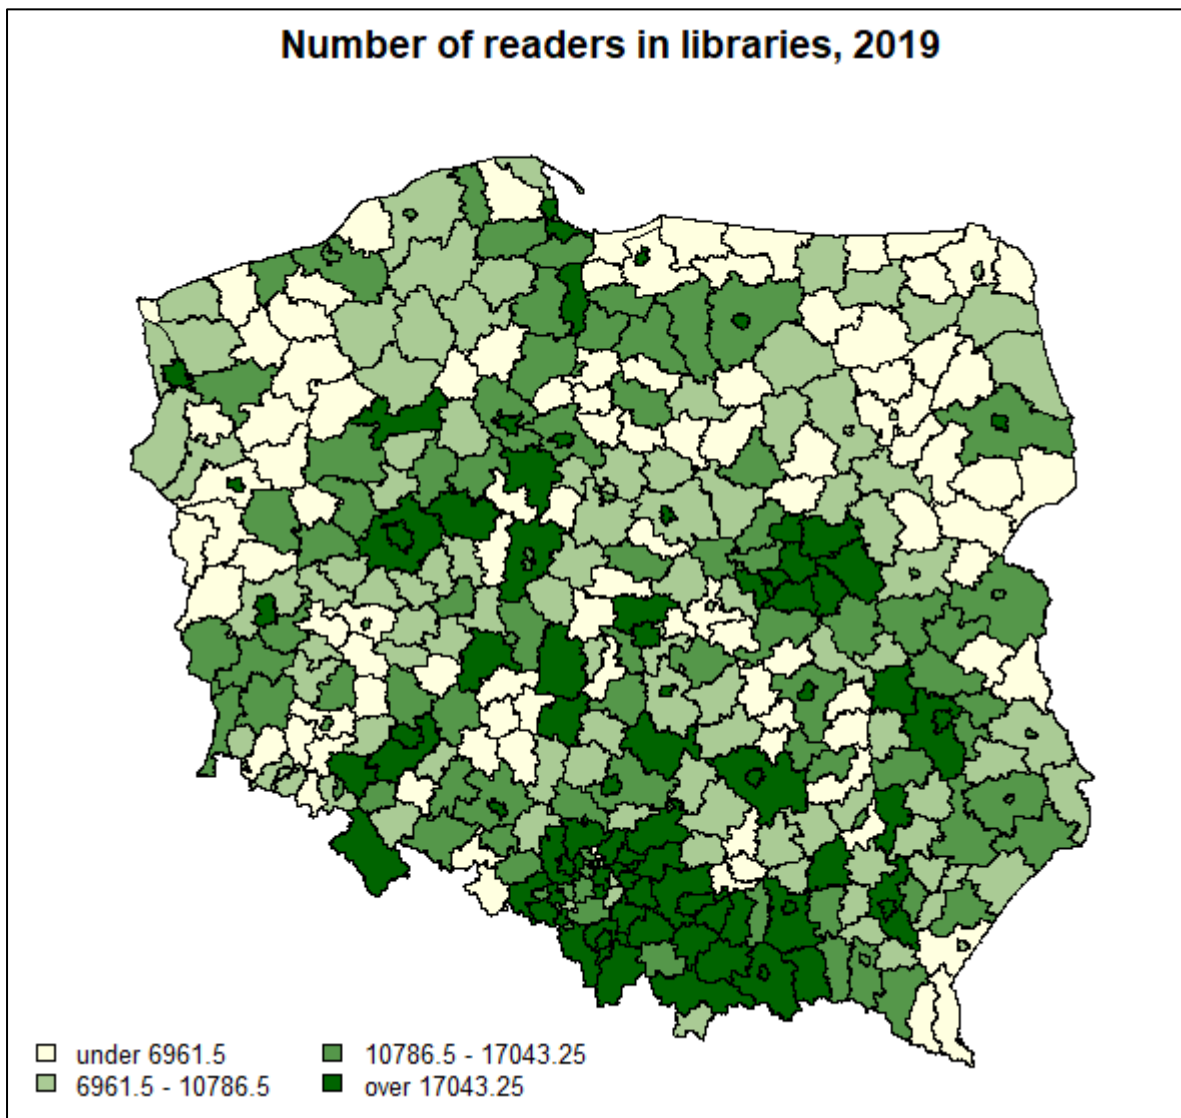 Number of readers in libraries, 2019
under 6961.5
6961.5 - 10786.5
10786.5 - 17043.25
over 17043.25